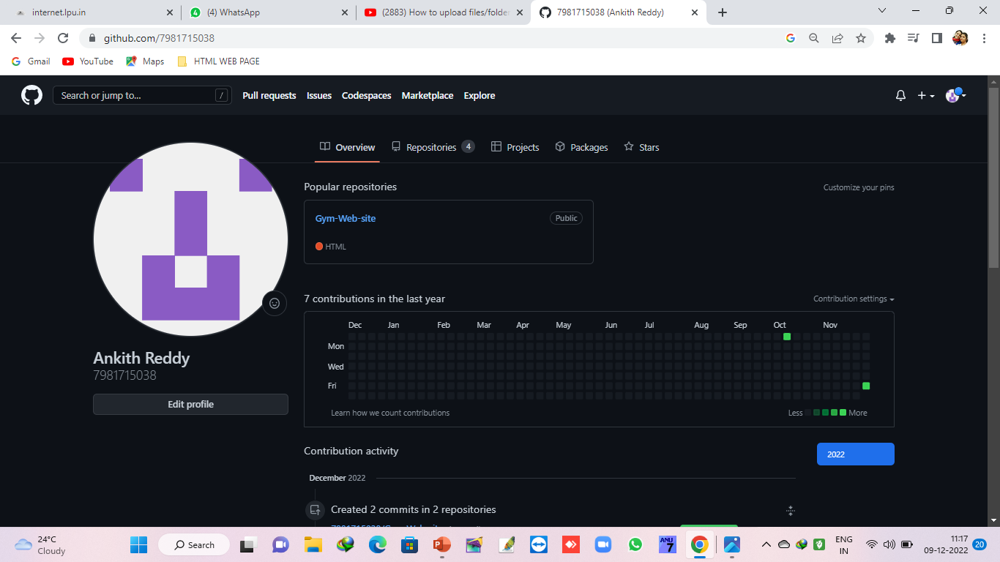 internet.lpu.in
(4) WhatsApp
(2883) How to upload files/folde
7981715038 (Ankith Reddy)
github.com/7981715038
Gmail
YouTube
Maps
HTML WEB PAGE
Search or jump to...
/
Pull requests
Issues
Codespaces
Marketplace
Explore
Overview
Repositories 4
Projects
Packages
Stars
Popular repositories
Customize your pins
Gym-Web-site
Public
HTML
Ankith Reddy
7981715038
Edit profile
7 contributions in the last year
Contribution settings
Dec Jan Feb Mar Apr May Jun Jul Aug Sep Oct Nov
Mon
Wed
Fri
Learn how we count contributions
Less
More
Contribution activity
2022
December 2022
Created 2 commits in 2 repositories
24°C
Cloudy
Search
ANU
7
ENG
IN
11:17
09-12-2022
20